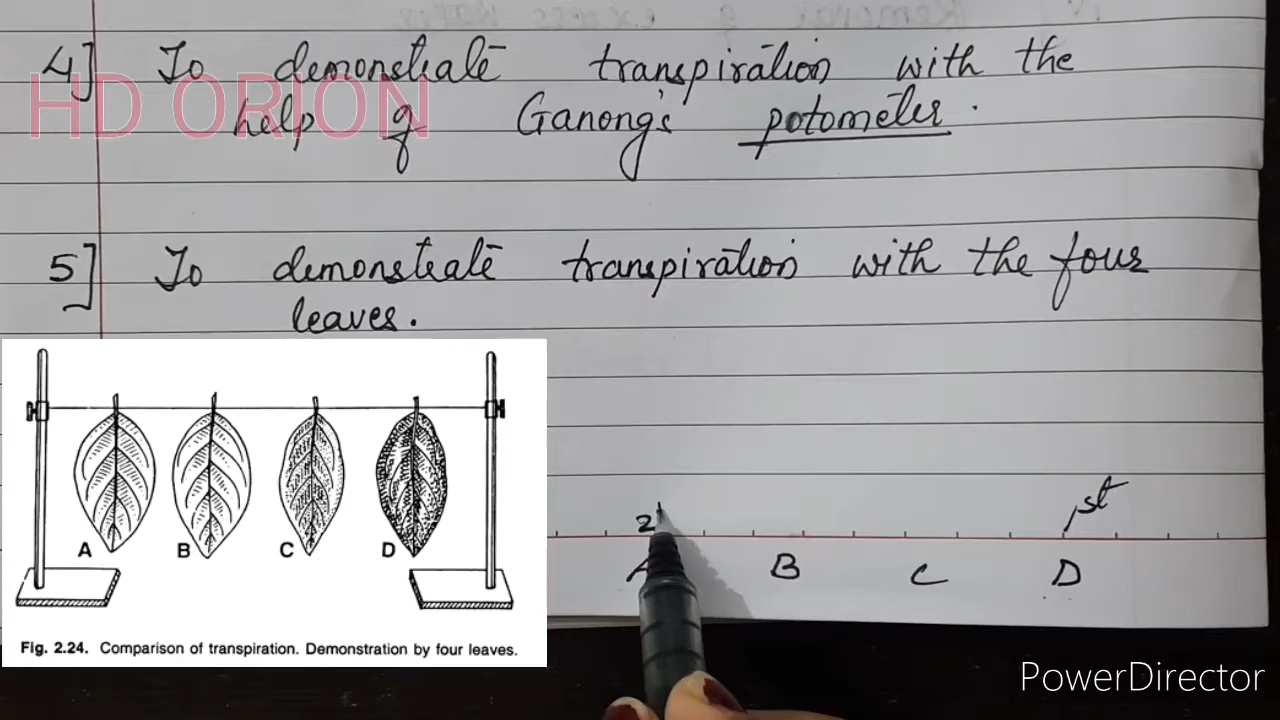 4] To demonstrate transpiration with the
HD ORION
help of Ganong's potometer.
5] To demonstrate transpiration with the four
leaves.
A B C D
Fig. 2.24. Comparison of transpiration. Demonstration by four leaves.
1st
2
B C D
PowerDirector